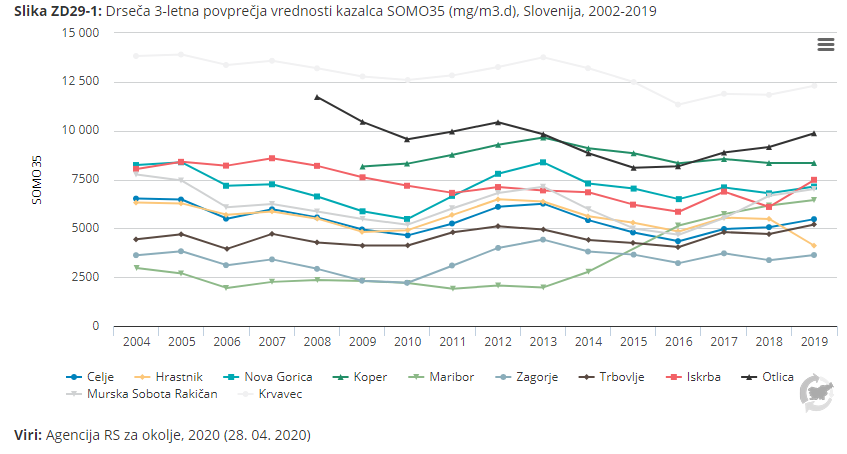 Slika ZD29-1: Drseča 3-letna povprečja vrednosti kazalca SOMO35 (mg/m3.d), Slovenija, 2002-2019
15 000
12 500
10 000
7500
5000
2500
0
SOMO35
2004 2005 2006 2007 2008 2009 2010 2011 2012 2013 2014 2015 2016 2017 2018 2019
Celje Hrastnik Nova Gorica Koper Maribor Zagorje Trbovlje Iskrba Otlica
Murska Sobota Rakičan Krvavec
Viri: Agencija RS za okolje, 2020 (28. 04. 2020)